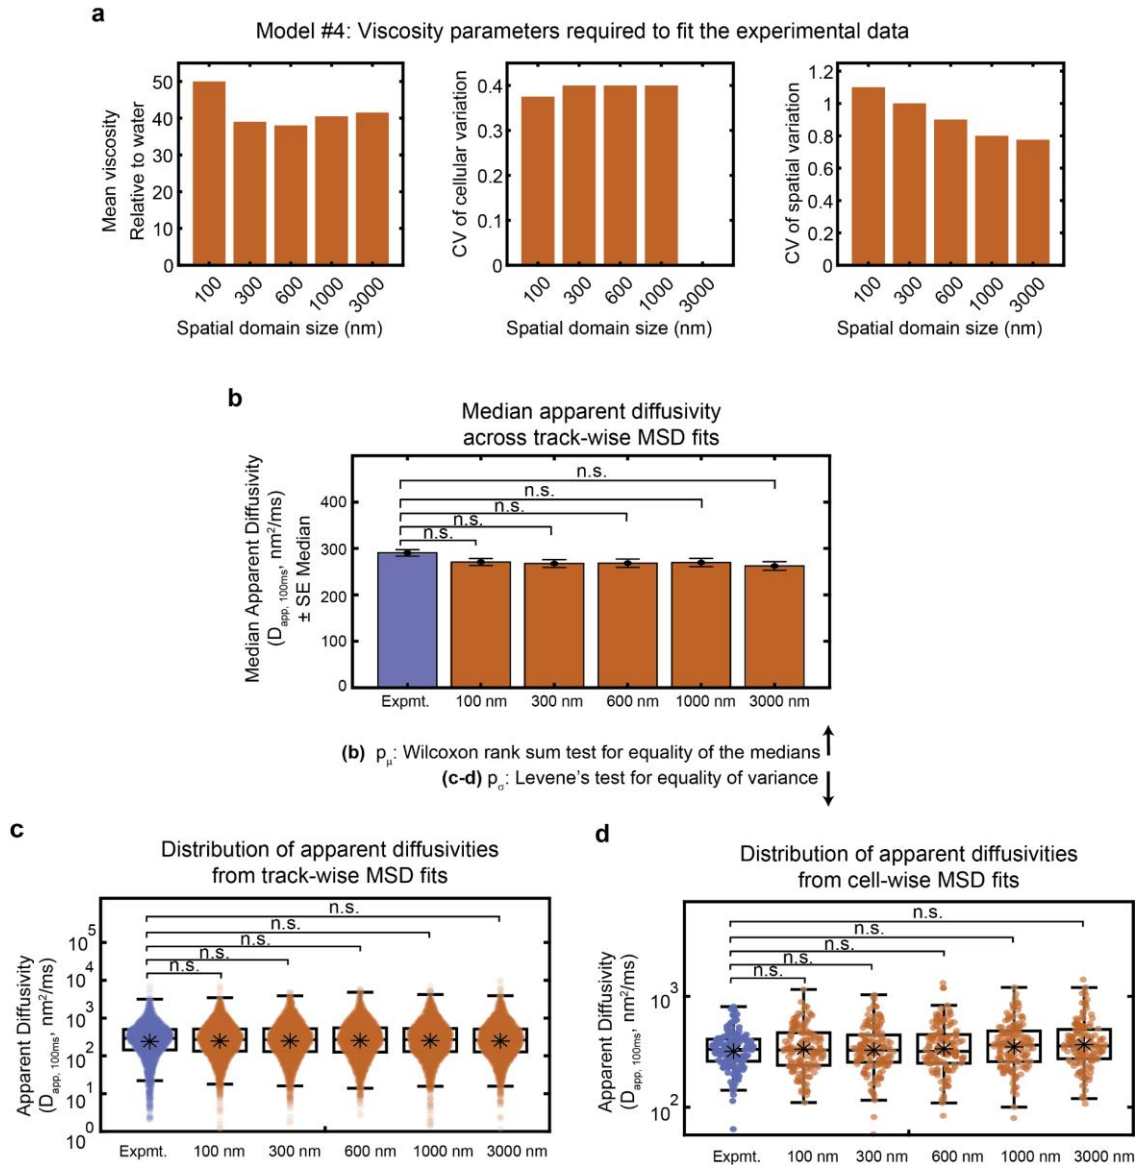 a
Model #4: Viscosity parameters required to fit the experimental data
Mean viscosity
Relative to water
50
40
30
20
10
0
100
300
600
1000
3000
Spatial domain size (nm)
CV of cellular variation
0.4
0.3
0.2
0.1
0
100
300
600
1000
3000
Spatial domain size (nm)
CV of spatial variation
1.2
1
0.8
0.6
0.4
0.2
0
100
300
600
1000
3000
Spatial domain size (nm)
b
Median apparent diffusivity
across track-wise MSD fits
Median Apparent Diffusivity
(D_app, 100ms, nm²/ms)
± SE Median
400
300
200
100
0
n.s.
n.s.
n.s.
n.s.
n.s.
Expmt.
100 nm
300 nm
600 nm
1000 nm
3000 nm
(b) pμ: Wilcoxon rank sum test for equality of the medians
(c-d) pσ: Levene's test for equality of variance
c
Distribution of apparent diffusivities
from track-wise MSD fits
Apparent Diffusivity
(D_app, 100ms, nm²/ms)
10⁵
10⁴
10³
10²
10¹
10⁰
n.s.
n.s.
n.s.
n.s.
n.s.
Expmt.
100 nm
300 nm
600 nm
1000 nm
3000 nm
d
Distribution of apparent diffusivities
from cell-wise MSD fits
Apparent Diffusivity
(D_app, 100ms, nm²/ms)
10³
10²
n.s.
n.s.
n.s.
n.s.
n.s.
Expmt.
100 nm
300 nm
600 nm
1000 nm
3000 nm